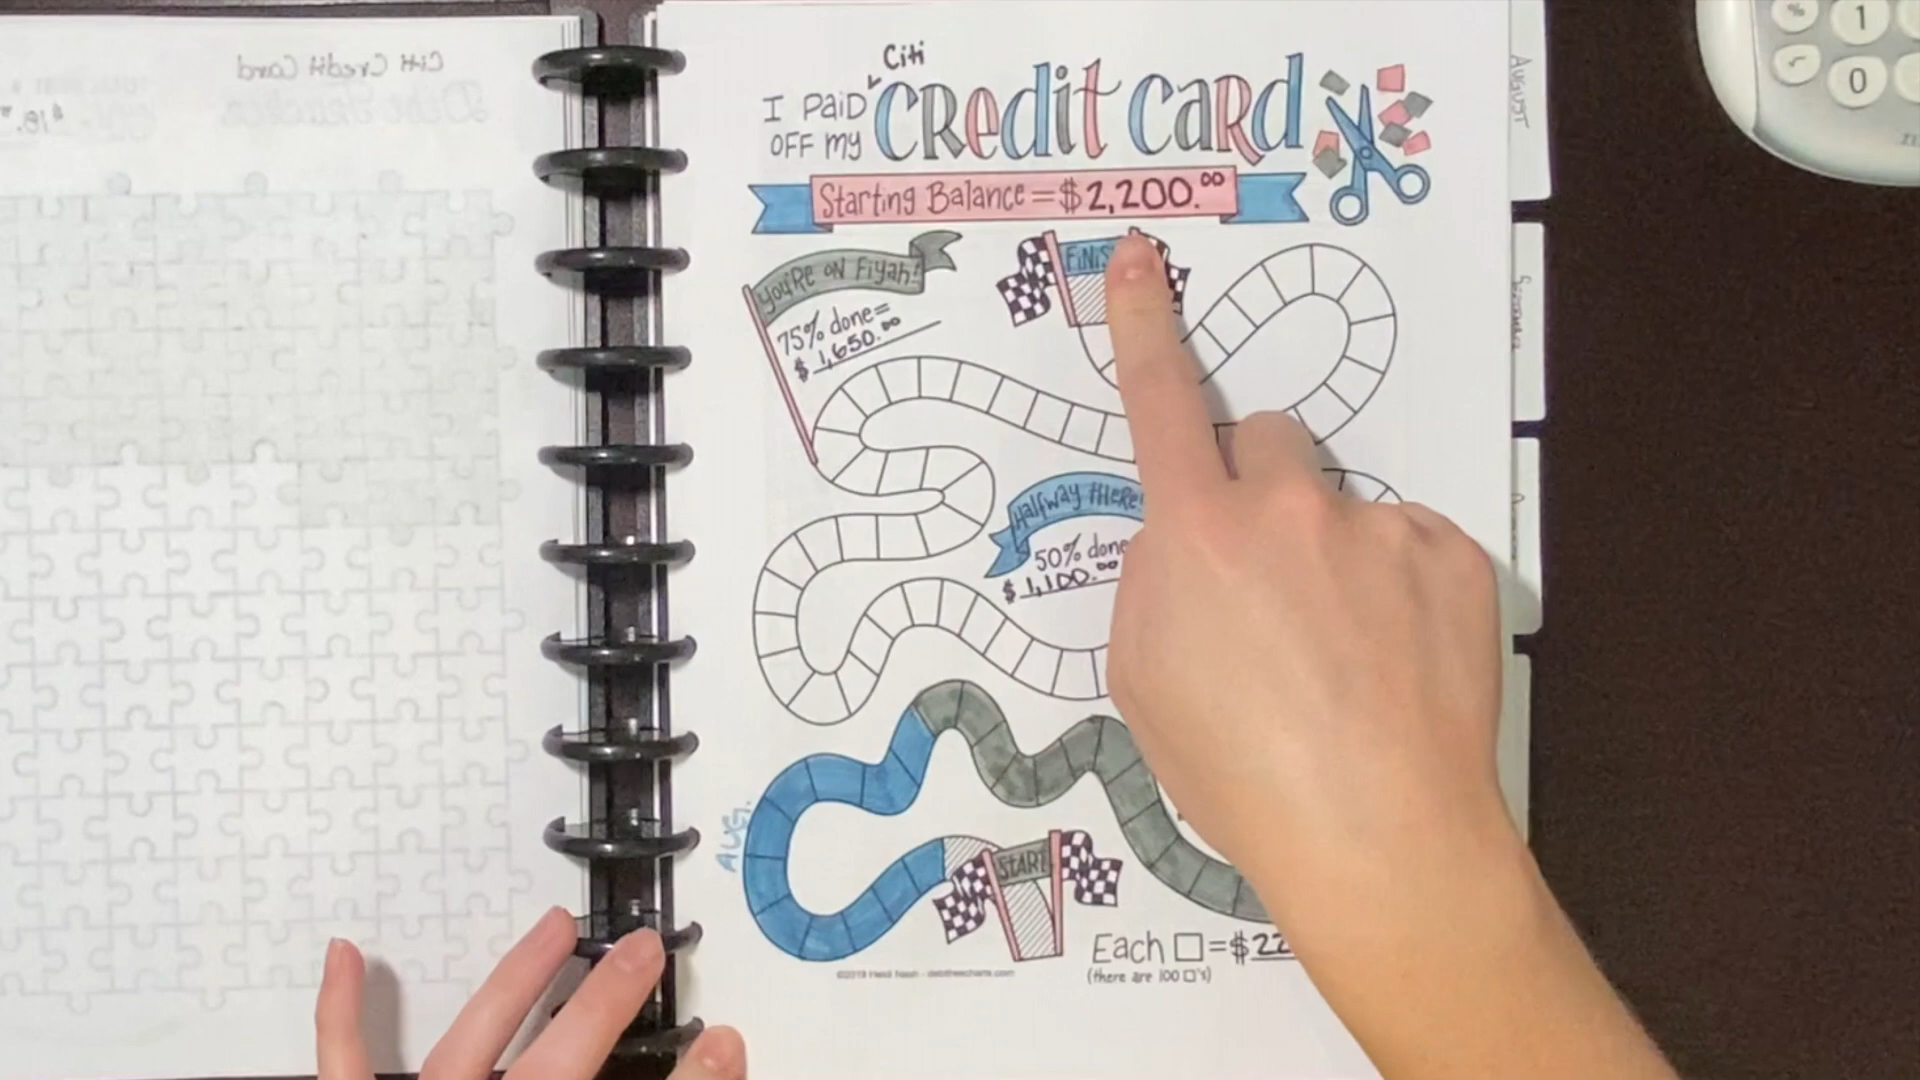 Citi Credit Card
Citi
I PAiD
OFF my
CRedit CaRd
Starting Balance = $2,200.⁰⁰
You're on Fiyah!
75% done=
$ 1,650.⁰⁰
Halfway there!
50% done
$ 1,100.⁰⁰
AUG.
START
Each □ = $22
(there are 100 □'s)
AUGUST
%
1
0